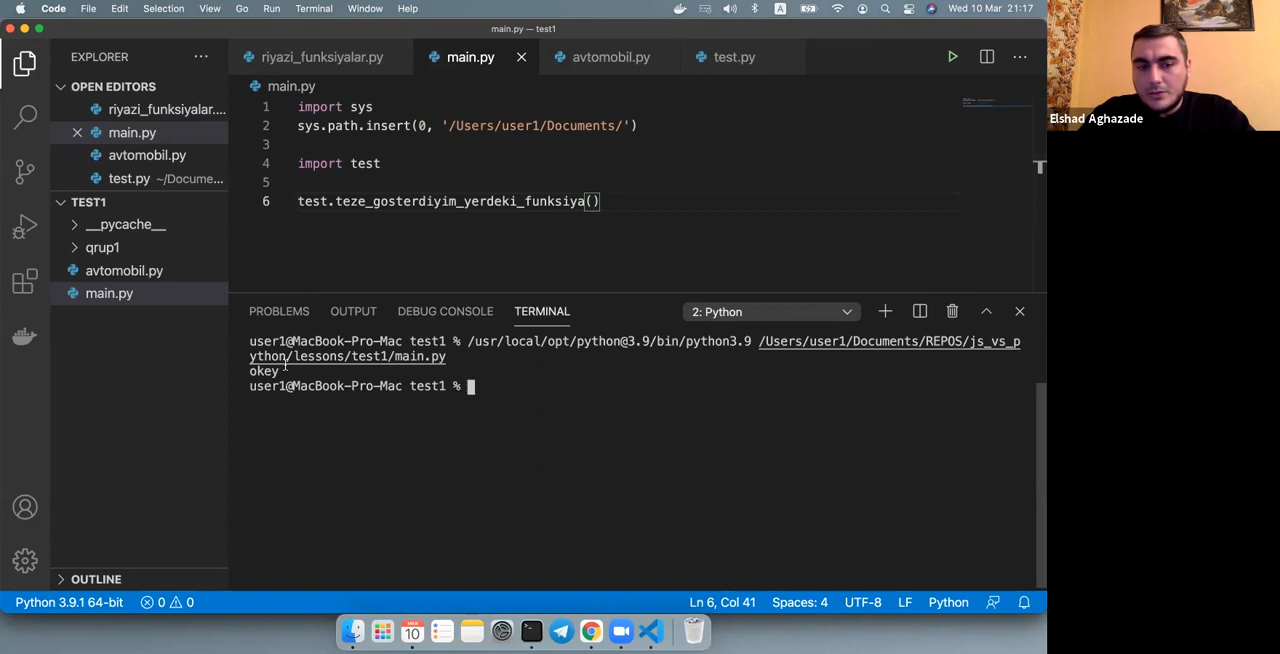 Code File Edit Selection View Go Run Terminal Window Help A Wed 10 Mar 21:17
main.py — test1
EXPLORER
riyazi_funksiyalar.py main.py avtomobil.py test.py
OPEN EDITORS
riyazi_funksiyalar....
main.py
avtomobil.py
test.py ~/Docume...
TEST1
__pycache__
qrup1
avtomobil.py
main.py
OUTLINE
main.py
1 import sys
2 sys.path.insert(0, '/Users/user1/Documents/')
3
4 import test
5
6 test.teze_gosterdiyim_yerdeki_funksiya()
PROBLEMS OUTPUT DEBUG CONSOLE TERMINAL 2: Python
user1@MacBook-Pro-Mac test1 % /usr/local/opt/python@3.9/bin/python3.9 /Users/user1/Documents/REPOS/js_vs_p
ython/lessons/test1/main.py
okey
user1@MacBook-Pro-Mac test1 %
Python 3.9.1 64-bit 0 0 Ln 6, Col 41 Spaces: 4 UTF-8 LF Python
MAR
10
Elshad Aghazade